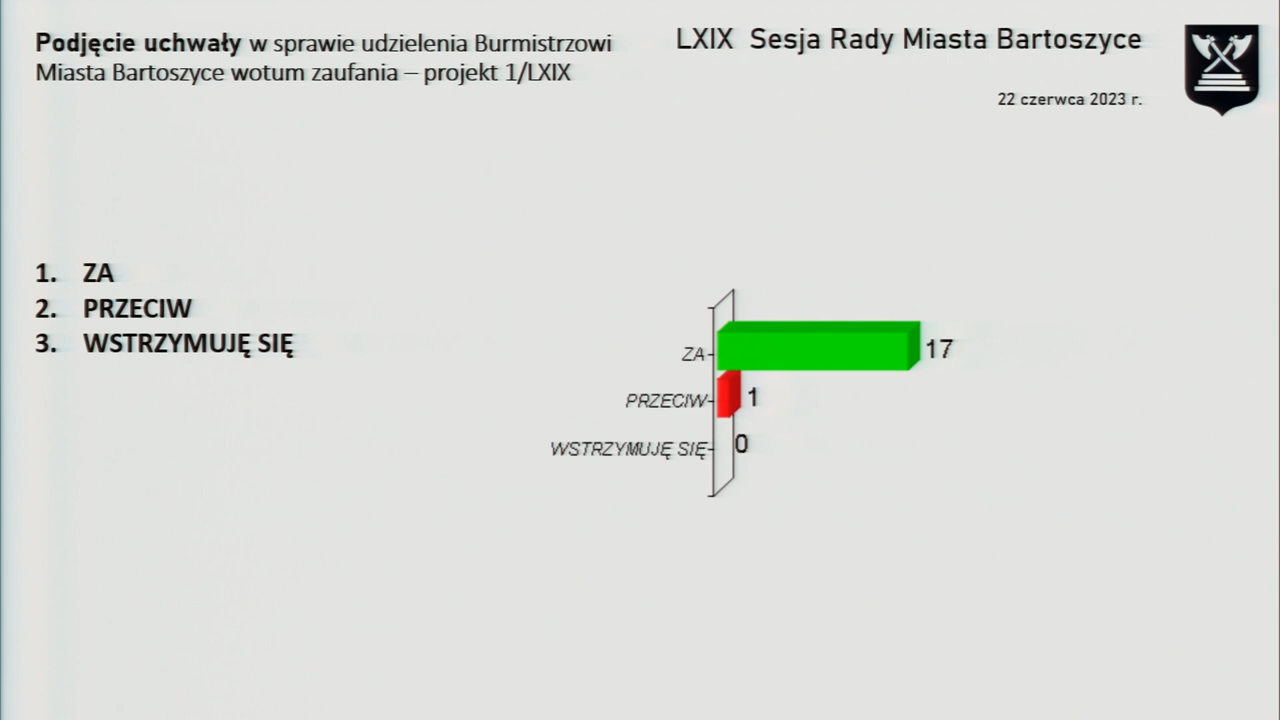 Podjęcie uchwały w sprawie udzielenia Burmistrzowi
Miasta Bartoszyce wotum zaufania – projekt 1/LXIX
LXIX Sesja Rady Miasta Bartoszyce
22 czerwca 2023 r.
1. ZA
2. PRZECIW
3. WSTRZYMUJĘ SIĘ
ZA 17
PRZECIW 1
WSTRZYMUJĘ SIĘ 0